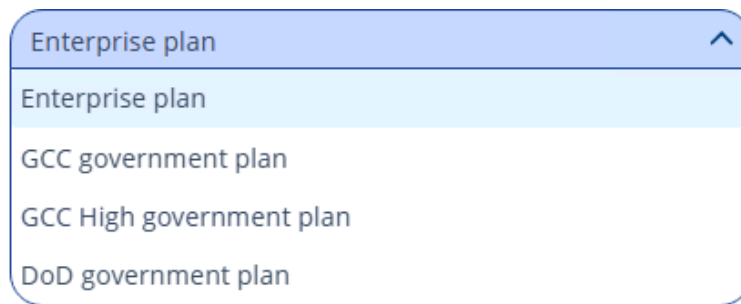 Enterprise plan
Enterprise plan
GCC government plan
GCC High government plan
DoD government plan